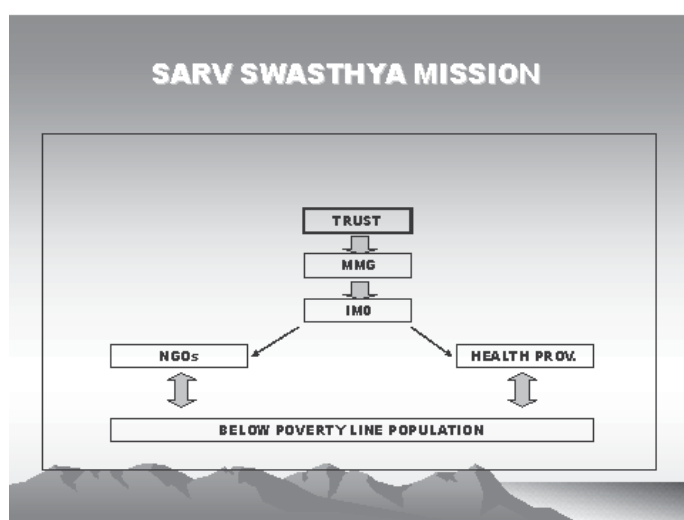 SARV SWASTHYA MISSION
TRUST
MMG
IMO
NGOs
HEALTH PROV.
BELOW POVERTY LINE POPULATION